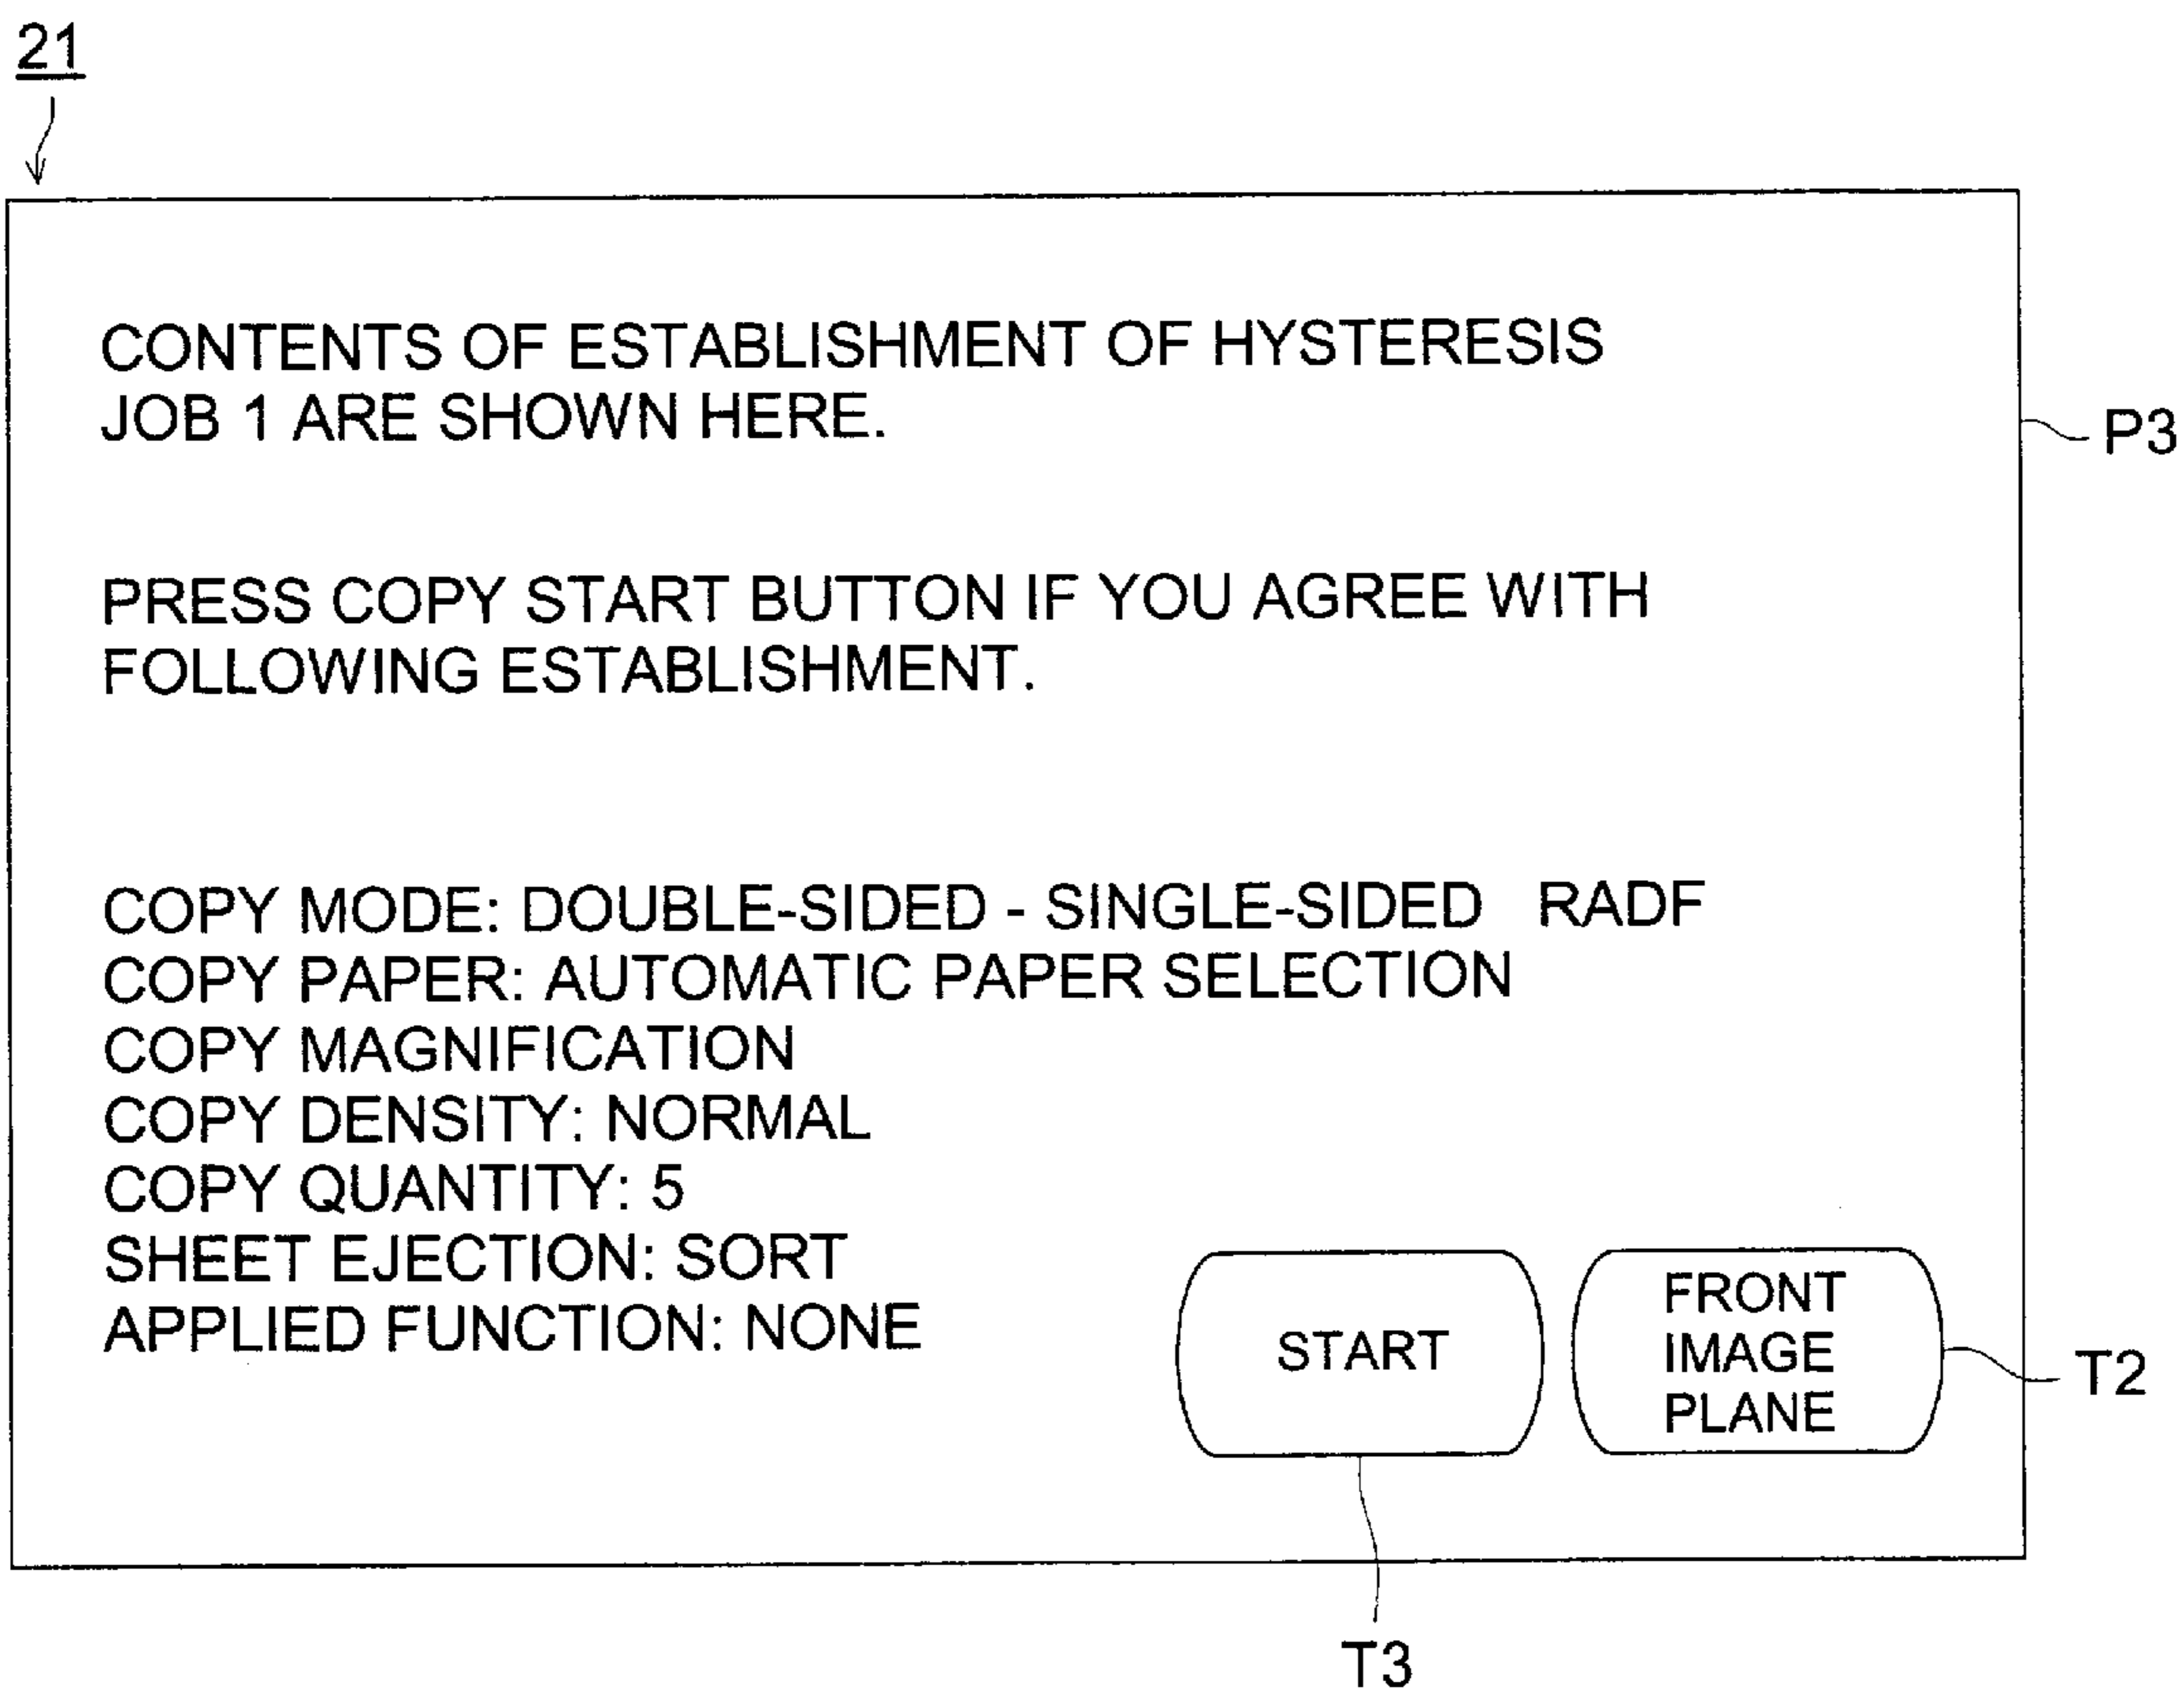 21
CONTENTS OF ESTABLISHMENT OF HYSTERESIS
JOB 1 ARE SHOWN HERE.
P3
PRESS COPY START BUTTON IF YOU AGREE WITH
FOLLOWING ESTABLISHMENT.
COPY MODE: DOUBLE-SIDED - SINGLE-SIDED RADF
COPY PAPER: AUTOMATIC PAPER SELECTION
COPY MAGNIFICATION
COPY DENSITY: NORMAL
COPY QUANTITY: 5
SHEET EJECTION: SORT
APPLIED FUNCTION: NONE
START
FRONT
IMAGE
PLANE
T2
T3